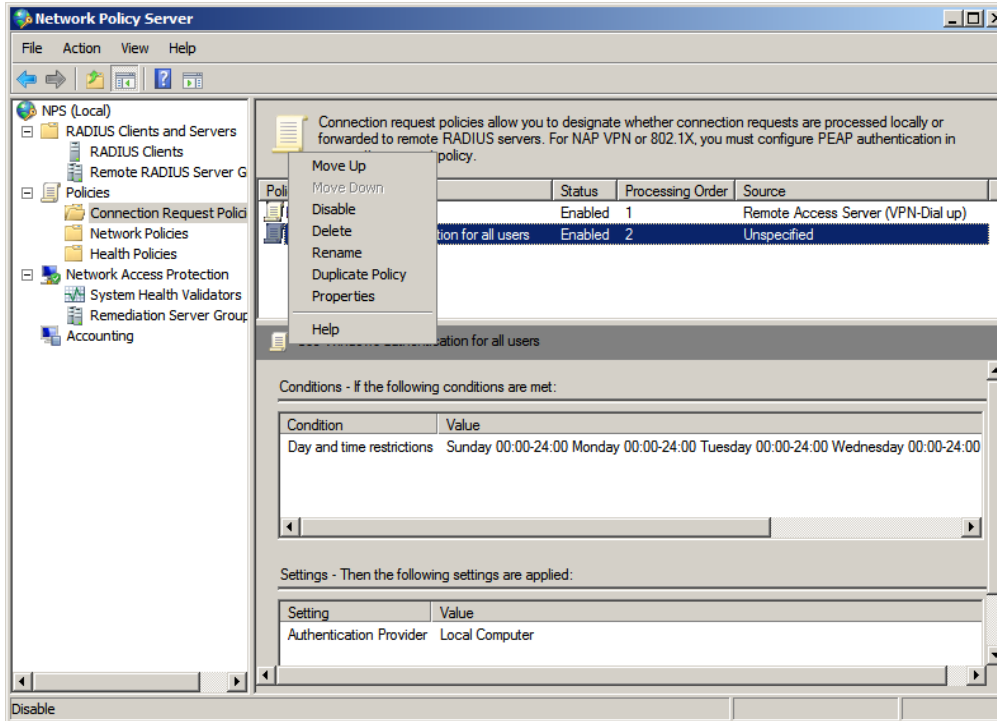 Network Policy Server
File Action View Help
NPS (Local)
RADIUS Clients and Servers
RADIUS Clients
Remote RADIUS Server G
Policies
Connection Request Polici
Network Policies
Health Policies
Network Access Protection
System Health Validators
Remediation Server Group
Accounting
Connection request policies allow you to designate whether connection requests are processed locally or
forwarded to remote RADIUS servers. For NAP VPN or 802.1X, you must configure PEAP authentication in
policy.
Poli Status Processing Order Source
Enabled 1 Remote Access Server (VPN-Dial up)
tion for all users Enabled 2 Unspecified
Move Up
Move Down
Disable
Delete
Rename
Duplicate Policy
Properties
Help
authentication for all users
Conditions - If the following conditions are met:
Condition Value
Day and time restrictions Sunday 00:00-24:00 Monday 00:00-24:00 Tuesday 00:00-24:00 Wednesday 00:00-24:00
Settings - Then the following settings are applied:
Setting Value
Authentication Provider Local Computer
Disable